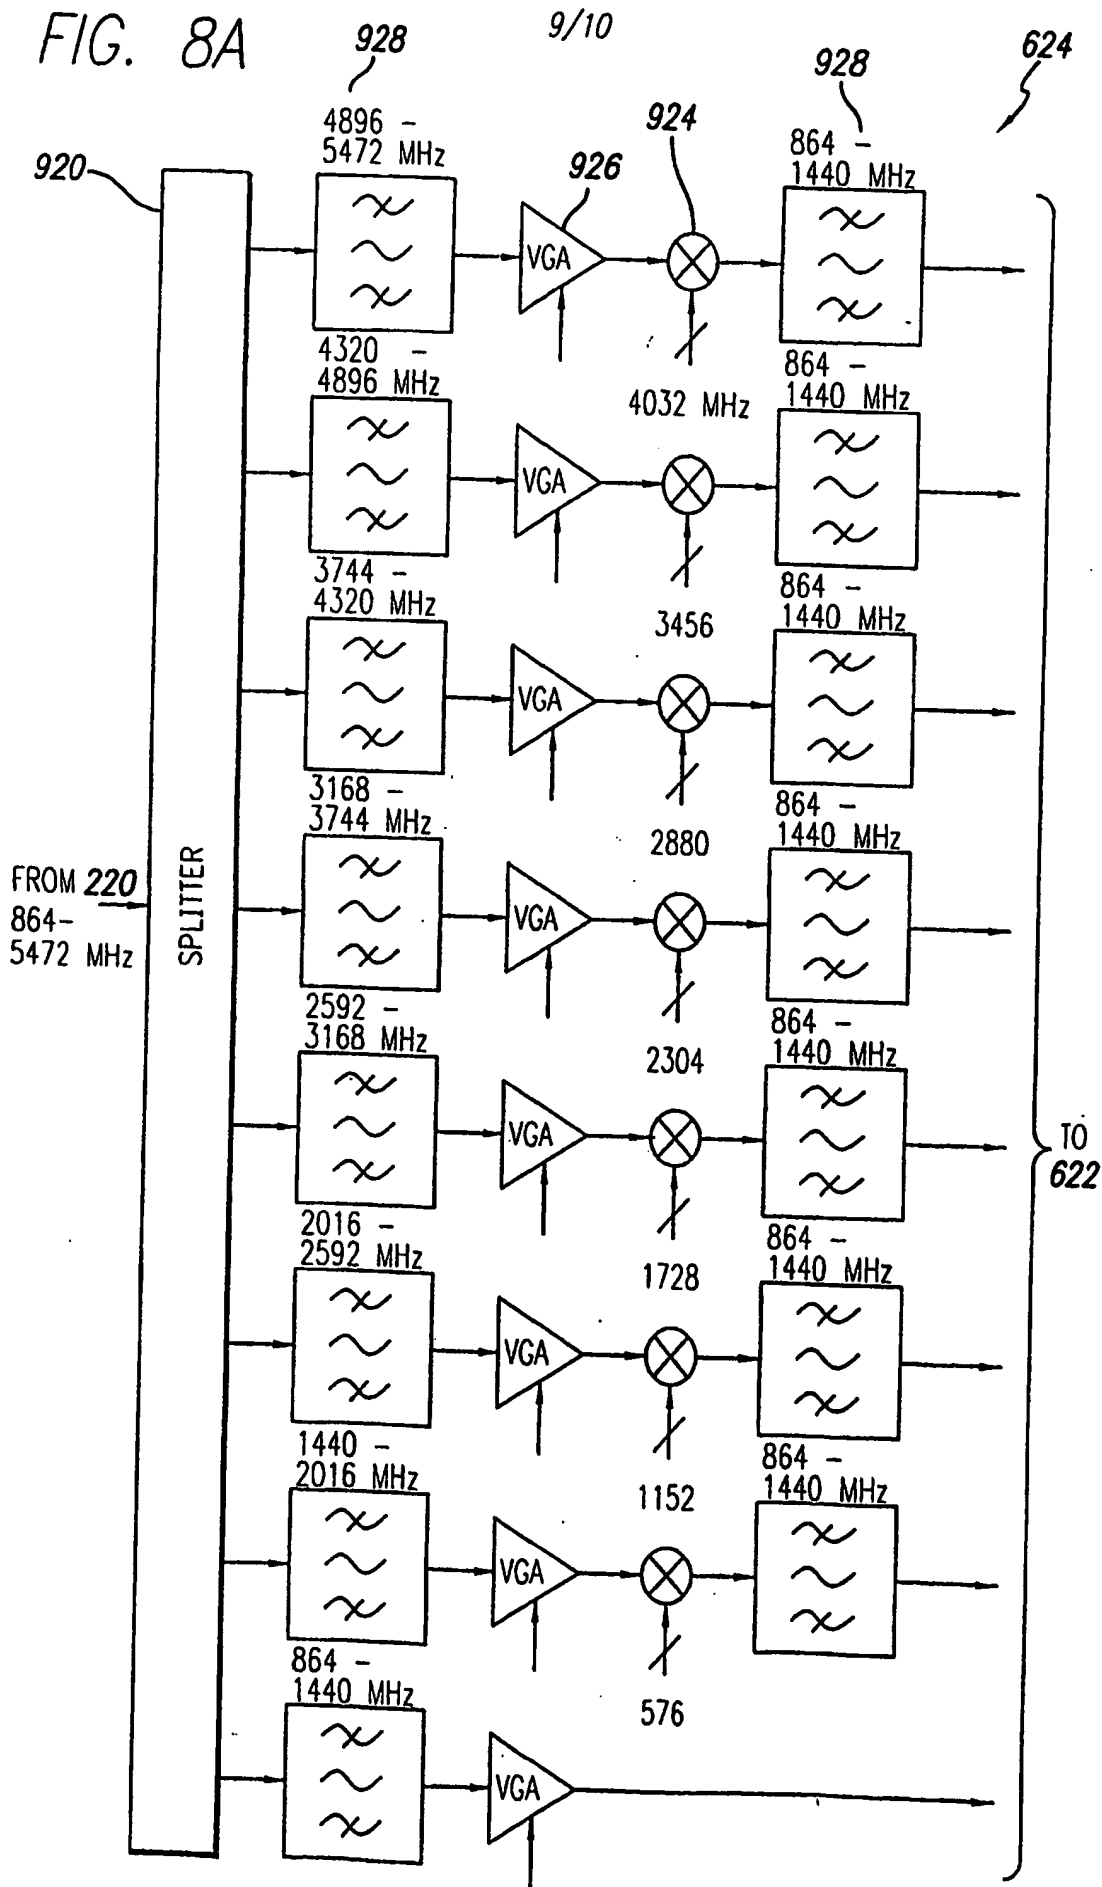 FIG. 8A
9/10
928
624
928
924
926
920
4896 -
5472 MHz
864 -
1440 MHz
VGA
4032 MHz
4320 -
4896 MHz
864 -
1440 MHz
VGA
3456
3744 -
4320 MHz
864 -
1440 MHz
VGA
2880
3168 -
3744 MHz
864 -
1440 MHz
VGA
2304
FROM 220
864-
5472 MHz
SPLITTER
2592 -
3168 MHz
864 -
1440 MHz
VGA
1728
TO
622
2016 -
2592 MHz
864 -
1440 MHz
VGA
1152
1440 -
2016 MHz
864 -
1440 MHz
VGA
576
864 -
1440 MHz
VGA